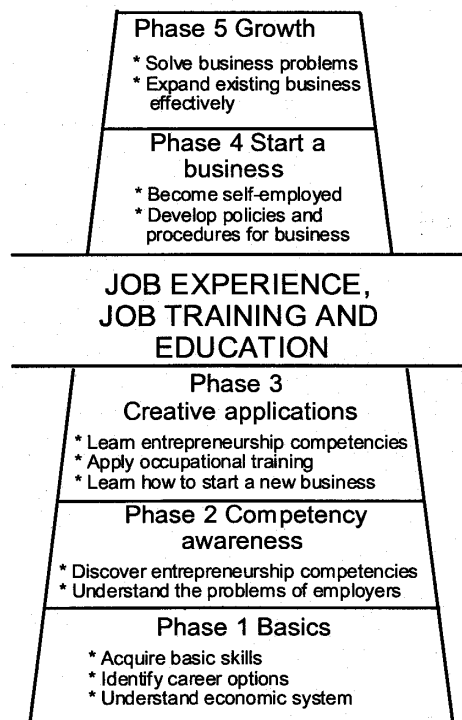 Phase 5 Growth
* Solve business problems
* Expand existing business
effectively
Phase 4 Start a
business
* Become self-employed
* Develop policies and
procedures for business
JOB EXPERIENCE,
JOB TRAINING AND
EDUCATION
Phase 3
Creative applications
* Learn entrepreneurship competencies
* Apply occupational training
* Learn how to start a new business
Phase 2 Competency
awareness
* Discover entrepreneurship competencies
* Understand the problems of employers
Phase 1 Basics
* Acquire basic skills
* Identify career options
* Understand economic system